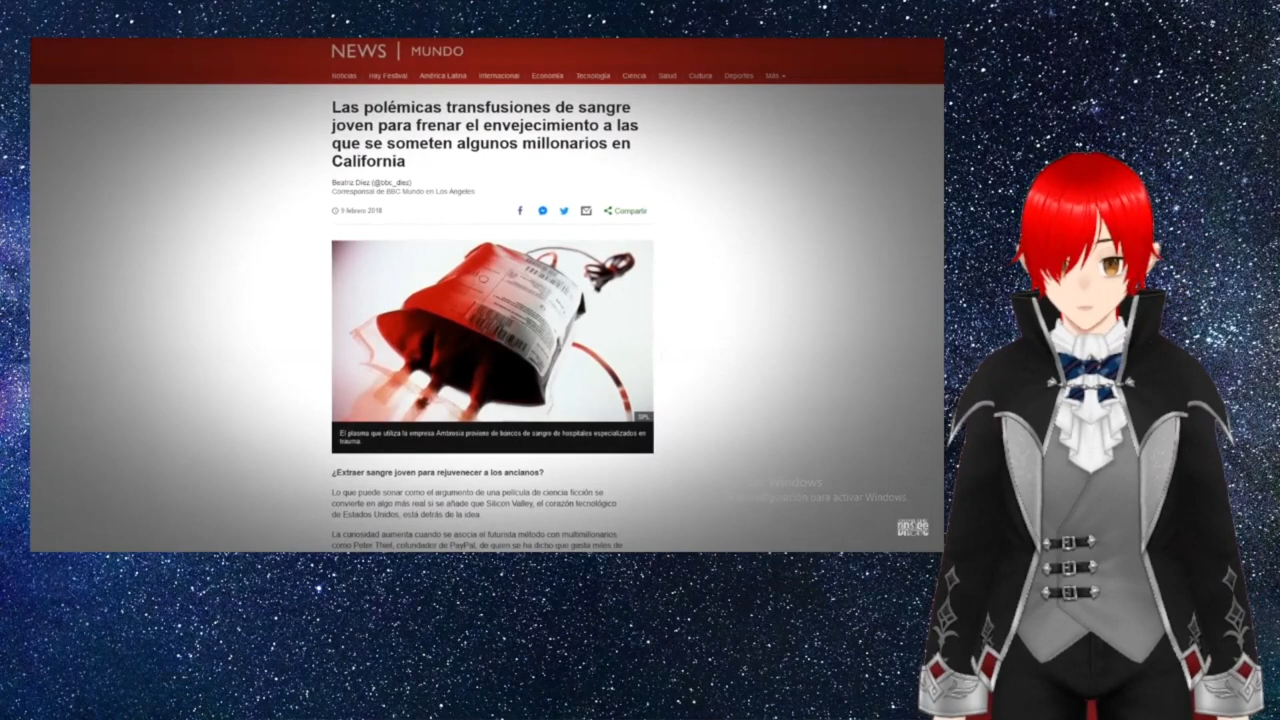 NEWS | MUNDO
Noticias Hay Festival América Latina Internacional Economía Tecnología Ciencia Salud Cultura Deportes Más
Las polémicas transfusiones de sangre
joven para frenar el envejecimiento a las
que se someten algunos millonarios en
California
Beatriz Díez (@bbc_diez)
Corresponsal de BBC Mundo en Los Angeles
9 febrero 2018
Compartir
SPL
El plasma que utiliza la empresa Ambrosia proviene de bancos de sangre de hospitales especializados en
trauma.
¿Extraer sangre joven para rejuvenecer a los ancianos?
Lo que puede sonar como el argumento de una película de ciencia ficción se
convierte en algo más real si se añade que Silicon Valley, el corazón tecnológico
de Estados Unidos, está detrás de la idea.
La curiosidad aumenta cuando se asocia el futurista método con multimillonarios
como Peter Thiel, cofundador de PayPal, de quien se ha dicho que gasta miles de
Windows
para activar Windows.